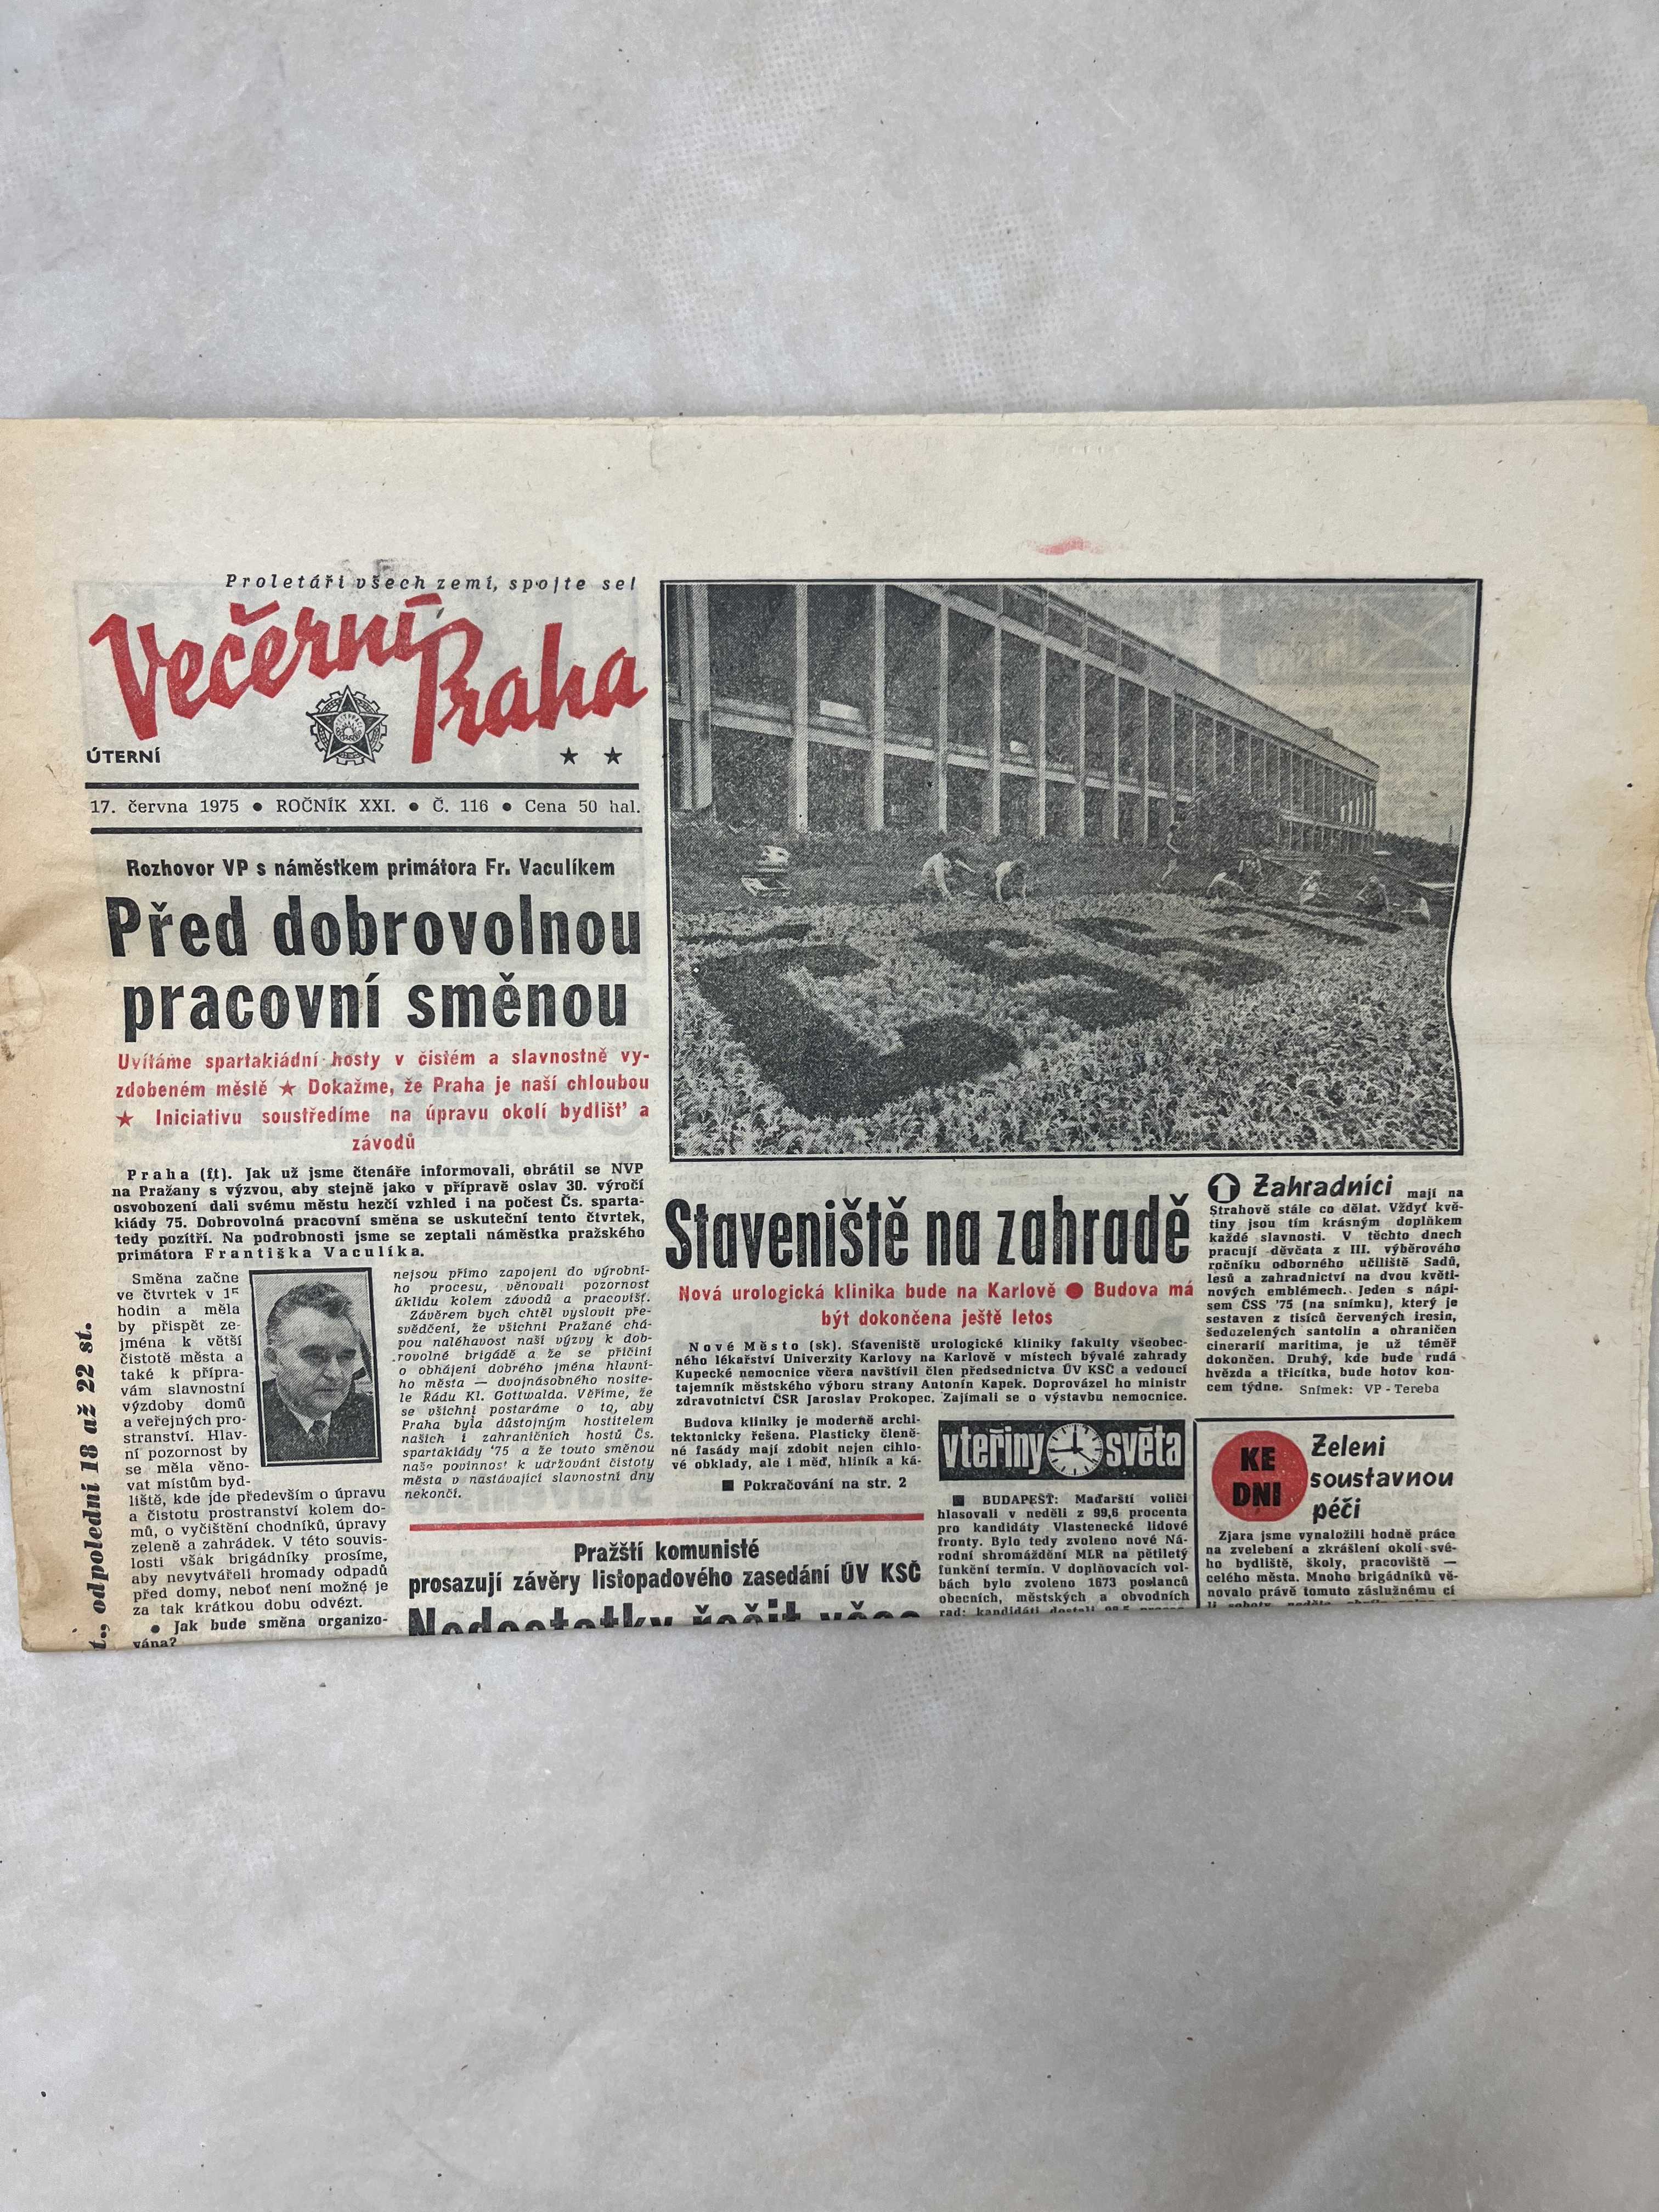 Proletáři všech zemí, spojte se!
Večerní Praha
ÚTERNÍ
★ ★
17. června 1975 ● ROČNÍK XXI. ● Č. 116 ● Cena 50 hal.
Rozhovor VP s náměstkem primátora Fr. Vaculíkem
Před dobrovolnou
pracovní směnou
Uvítáme spartakiádní hosty v čistém a slavnostně vy-
zdobeném městě ★ Dokažme, že Praha je naší chloubou
★ Iniciativu soustředíme na úpravu okolí bydlišť a
závodů
Praha (ft). Jak už jsme čtenáře informovali, obrátil se NVP
na Pražany s výzvou, aby stejně jako v přípravě oslav 30. výročí
osvobození dali svému městu hezčí vzhled i na počest Čs. sparta-
kiády 75. Dobrovolná pracovní směna se uskuteční tento čtvrtek,
tedy pozítří. Na podrobnosti jsme se zeptali náměstka pražského
primátora Františka Vaculíka.
Směna začne
ve čtvrtek v 15
hodin a měla
by přispět ze-
jména k větší
čistotě města a
také k přípra-
vám slavnostní
výzdoby domů
a veřejných pro-
stranství. Hlav-
ní pozornost by
se měla věno-
vat místům byd-
liště, kde jde především o úpravu
a čistotu prostranství kolem do-
mů, o vyčištění chodníků, úpravy
zeleně a zahrádek. V této souvis-
losti však brigádníky prosíme,
aby nevytvářeli hromady odpadů
před domy, neboť není možné je
za tak krátkou dobu odvézt.
● Jak bude směna organizo-
vána?
nejsou přímo zapojeni do výrobní-
ho procesu, věnovali pozornost
úklidu kolem závodů a pracovišť.
Závěrem bych chtěl vyslovit pře-
svědčení, že všichni Pražané chá-
pou naléhavost naší výzvy k dob-
rovolné brigádě a že se přičiní
o obhájení dobrého jména hlavní-
ho města — dvojnásobného nosite-
le Řádu Kl. Gottwalda. Věříme, že
se všichni postaráme o to, aby
Praha byla důstojným hostitelem
našich i zahraničních hostů Čs.
spartakiády '75 a že touto směnou
naše povinnost k udržování čistoty
města v nastávající slavnostní dny
nekončí.
t., odpolední 18 až 22 st.
Pražští komunisté
prosazují závěry listopadového zasedání ÚV KSČ
Nedostatky řešit věcn
Staveniště na zahradě
Nová urologická klinika bude na Karlově ● Budova má
být dokončena ještě letos
Nové Město (sk). Staveniště urologické kliniky fakulty všeobec-
ného lékařství Univerzity Karlovy na Karlově v místech bývalé zahrady
Kupecké nemocnice včera navštívil člen předsednictva ÚV KSČ a vedoucí
tajemník městského výboru strany Antonín Kapek. Doprovázel ho ministr
zdravotnictví ČSR Jaroslav Prokopec. Zajímali se o výstavbu nemocnice.
Budova kliniky je moderně archi-
tektonicky řešena. Plasticky členě-
né fasády mají zdobit nejen cihlo-
vé obklady, ale i měď, hliník a ká-
■ Pokračování na str. 2
vteřiny světa
■ BUDAPEŠŤ: Maďarští voliči
hlasovali v neděli z 99,6 procenta
pro kandidáty Vlastenecké lidové
fronty. Bylo tedy zvoleno nové Ná-
rodní shromáždění MLR na pětiletý
funkční termín. V doplňovacích vol-
bách bylo zvoleno 1673 poslanců
obecních, městských a obvodních
rad; kandidáti dostali
Zahradníci mají na
Strahově stále co dělat. Vždyť kvě-
tiny jsou tím krásným doplňkem
každé slavnosti. V těchto dnech
pracují děvčata z III. výběrového
ročníku odborného učiliště Sadů,
lesů a zahradnictví na dvou květi-
nových emblémech. Jeden s nápi-
sem ČSS '75 (na snímku), který je
sestaven z tisíců červených iresin,
šedozelených santolin a ohraničen
cinerarií maritima, je už téměř
dokončen. Druhý, kde bude rudá
hvězda a třicítka, bude hotov kon-
cem týdne. Snímek: VP - Tereba
KE
DNI
Zeleni
soustavnou
péči
Zjara jsme vynaložili hodně práce
na zvelebení a zkrášlení okolí své-
ho bydliště, školy, pracoviště —
celého města. Mnoho brigádníků vě-
novalo právě tomuto záslužnému cí